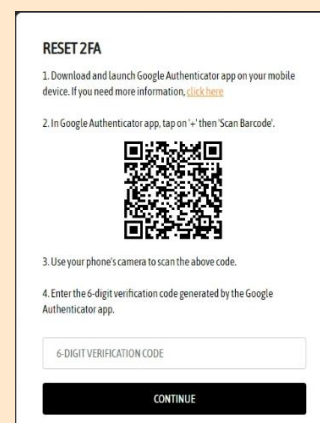 RESET 2FA
1. Download and launch Google Authenticator app on your mobile
device. If you need more information, click here
2. In Google Authenticator app, tap on '+' then 'Scan Barcode'.
3. Use your phone's camera to scan the above code.
4. Enter the 6-digit verification code generated by the Google
Authenticator app.
6-DIGIT VERIFICATION CODE
CONTINUE